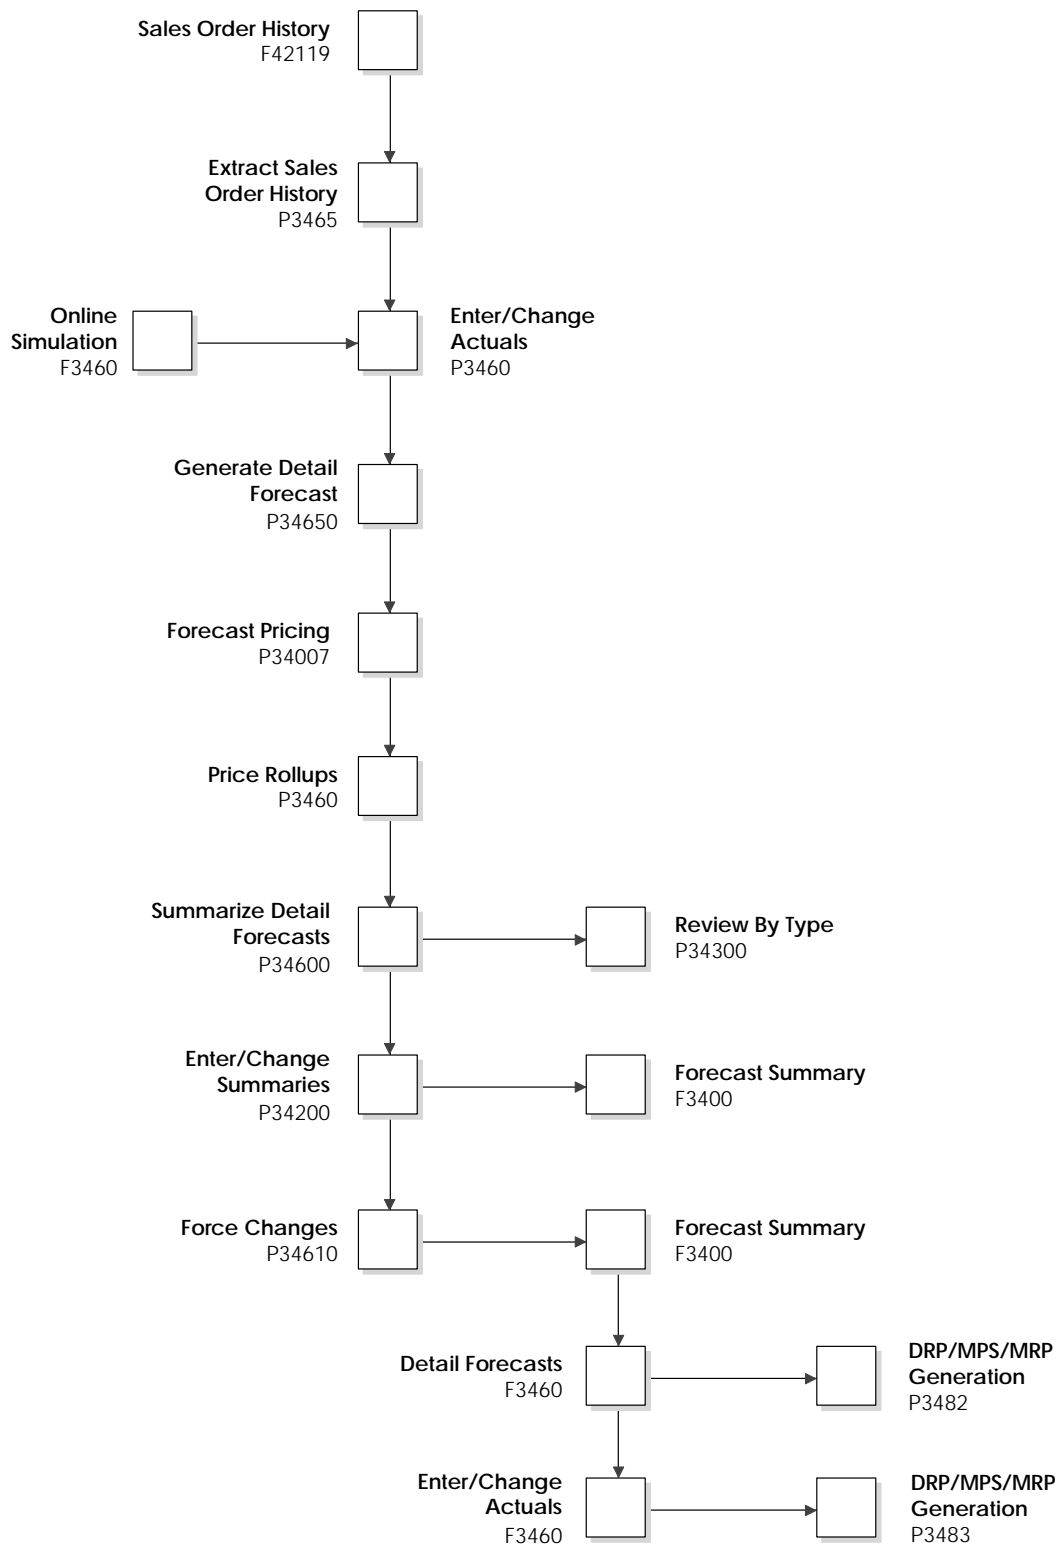 Sales Order History
F42119
Extract Sales
Order History
P3465
Online
Simulation
F3460
Enter/Change
Actuals
P3460
Generate Detail
Forecast
P34650
Forecast Pricing
P34007
Price Rollups
P3460
Summarize Detail
Forecasts
P34600
Review By Type
P34300
Enter/Change
Summaries
P34200
Forecast Summary
F3400
Force Changes
P34610
Forecast Summary
F3400
Detail Forecasts
F3460
DRP/MPS/MRP
Generation
P3482
Enter/Change
Actuals
F3460
DRP/MPS/MRP
Generation
P3483